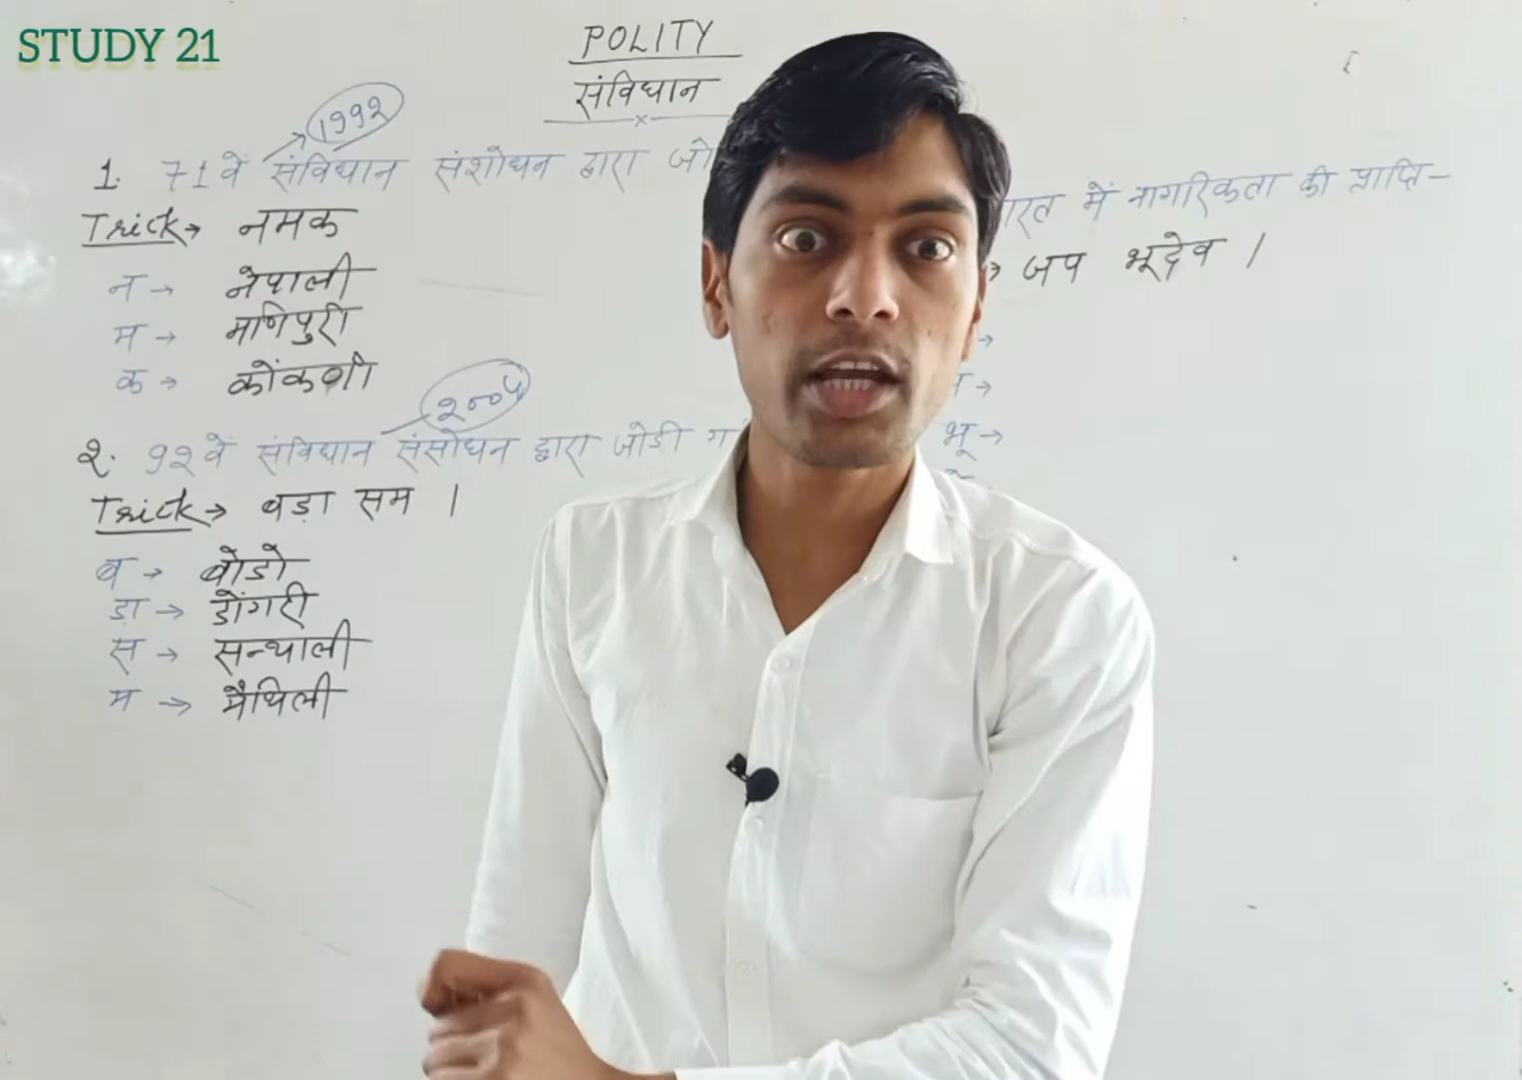 STUDY 21
POLITY
संविधान
1992
1. 71वें संविधान संशोधन द्वारा जो
Trick→ नमक
न→ नेपाली
म→ मणिपुरी
क→ कोंकणी
2004
2. 92वें संविधान संसोधन द्वारा जोडी
Trick→ बड़ा सम ।
ब→ बोडो
डा→ डोंगरी
स→ सन्थाली
म→ मैथिली
में नागरिकता की प्राप्ति-
→ जप भूदेव ।
→
→
भू→